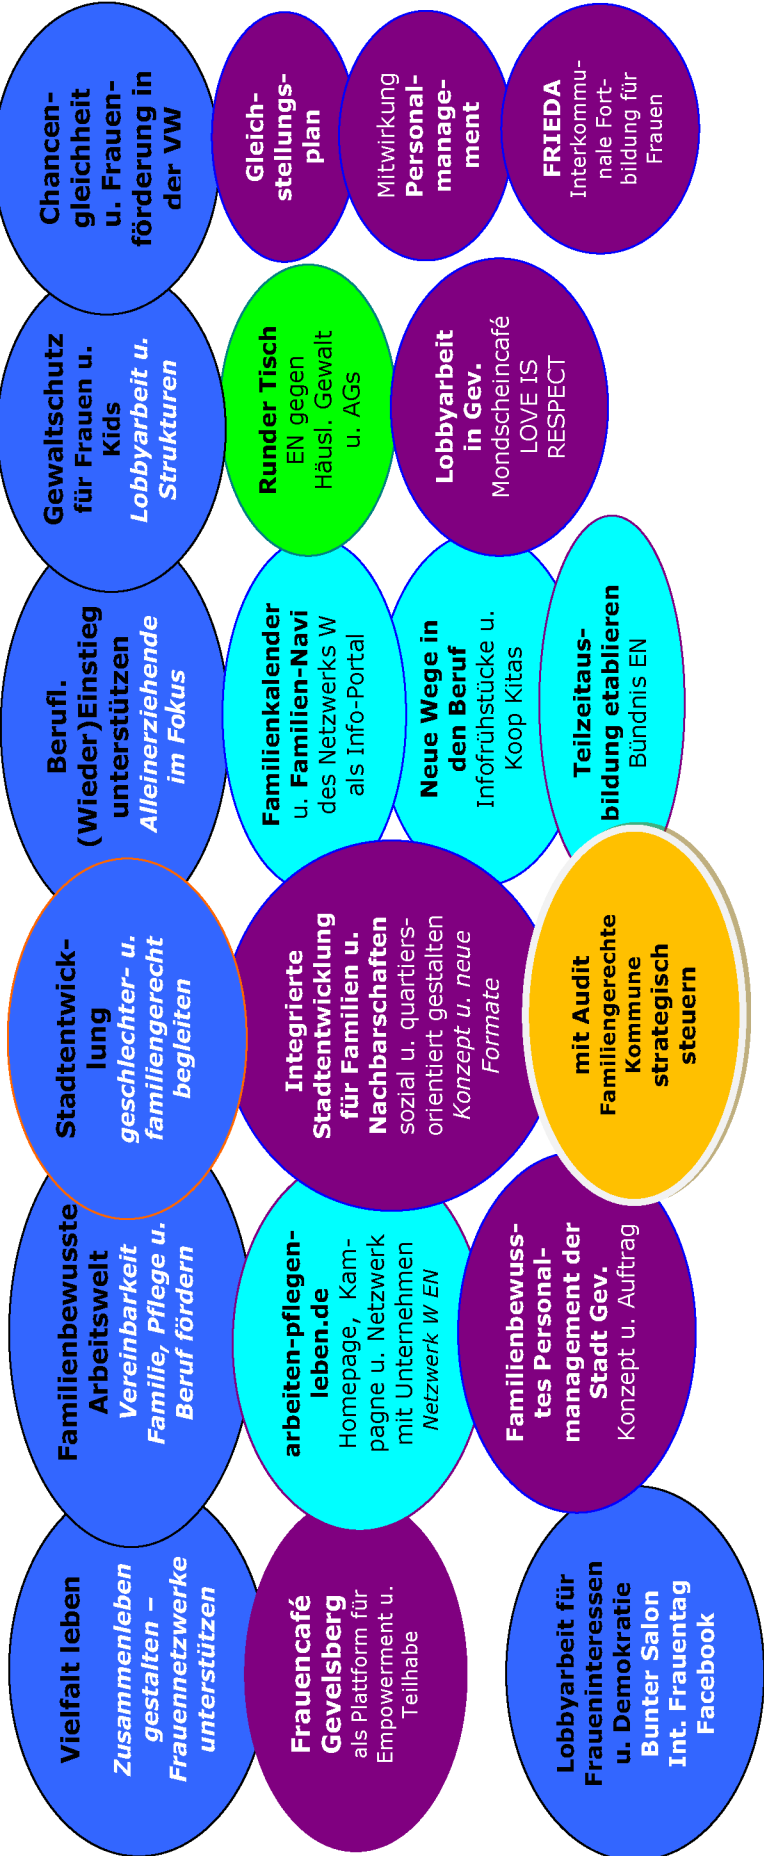 Vielfalt leben
Zusammenleben
gestalten –
Frauennetzwerke
unterstützen
Familienbewusste
Arbeitswelt
Vereinbarkeit
Familie, Pflege u.
Beruf fördern
Stadtentwick-
lung
geschlechter- u.
familiengerecht
begleiten
Berufl.
(Wieder)Einstieg
unterstützen
Alleinerziehende
im Fokus
Gewaltschutz
für Frauen u.
Kids
Lobbyarbeit u.
Strukturen
Chancen-
gleichheit
u. Frauen-
förderung in
der VW
Frauencafé
Gevelsberg
als Plattform für
Empowerment u.
Teilhabe
arbeiten-pflegen-
leben.de
Homepage, Kam-
pagne u. Netzwerk
mit Unternehmen
Netzwerk W EN
Integrierte
Stadtentwicklung
für Familien u.
Nachbarschaften
sozial u. quartiers-
orientiert gestalten
Konzept u. neue
Formate
Familienkalender
u. Familien-Navi
des Netzwerks W
als Info-Portal
Runder Tisch
EN gegen
Häusl. Gewalt
u. AGs
Gleich-
stellungs-
plan
Mitwirkung
Personal-
manage-
ment
Neue Wege in
den Beruf
Infofrühstücke u.
Koop Kitas
Lobbyarbeit
in Gev.
Mondscheincafé
LOVE IS
RESPECT
Lobbyarbeit für
Fraueninteressen
u. Demokratie
Bunter Salon
Int. Frauentag
Facebook
Familienbewuss-
tes Personal-
management der
Stadt Gev.
Konzept u. Auftrag
mit Audit
Familiengerechte
Kommune
strategisch
steuern
Teilzeitaus-
bildung etablieren
Bündnis EN
FRIEDA
Interkommu-
nale Fort-
bildung für
Frauen